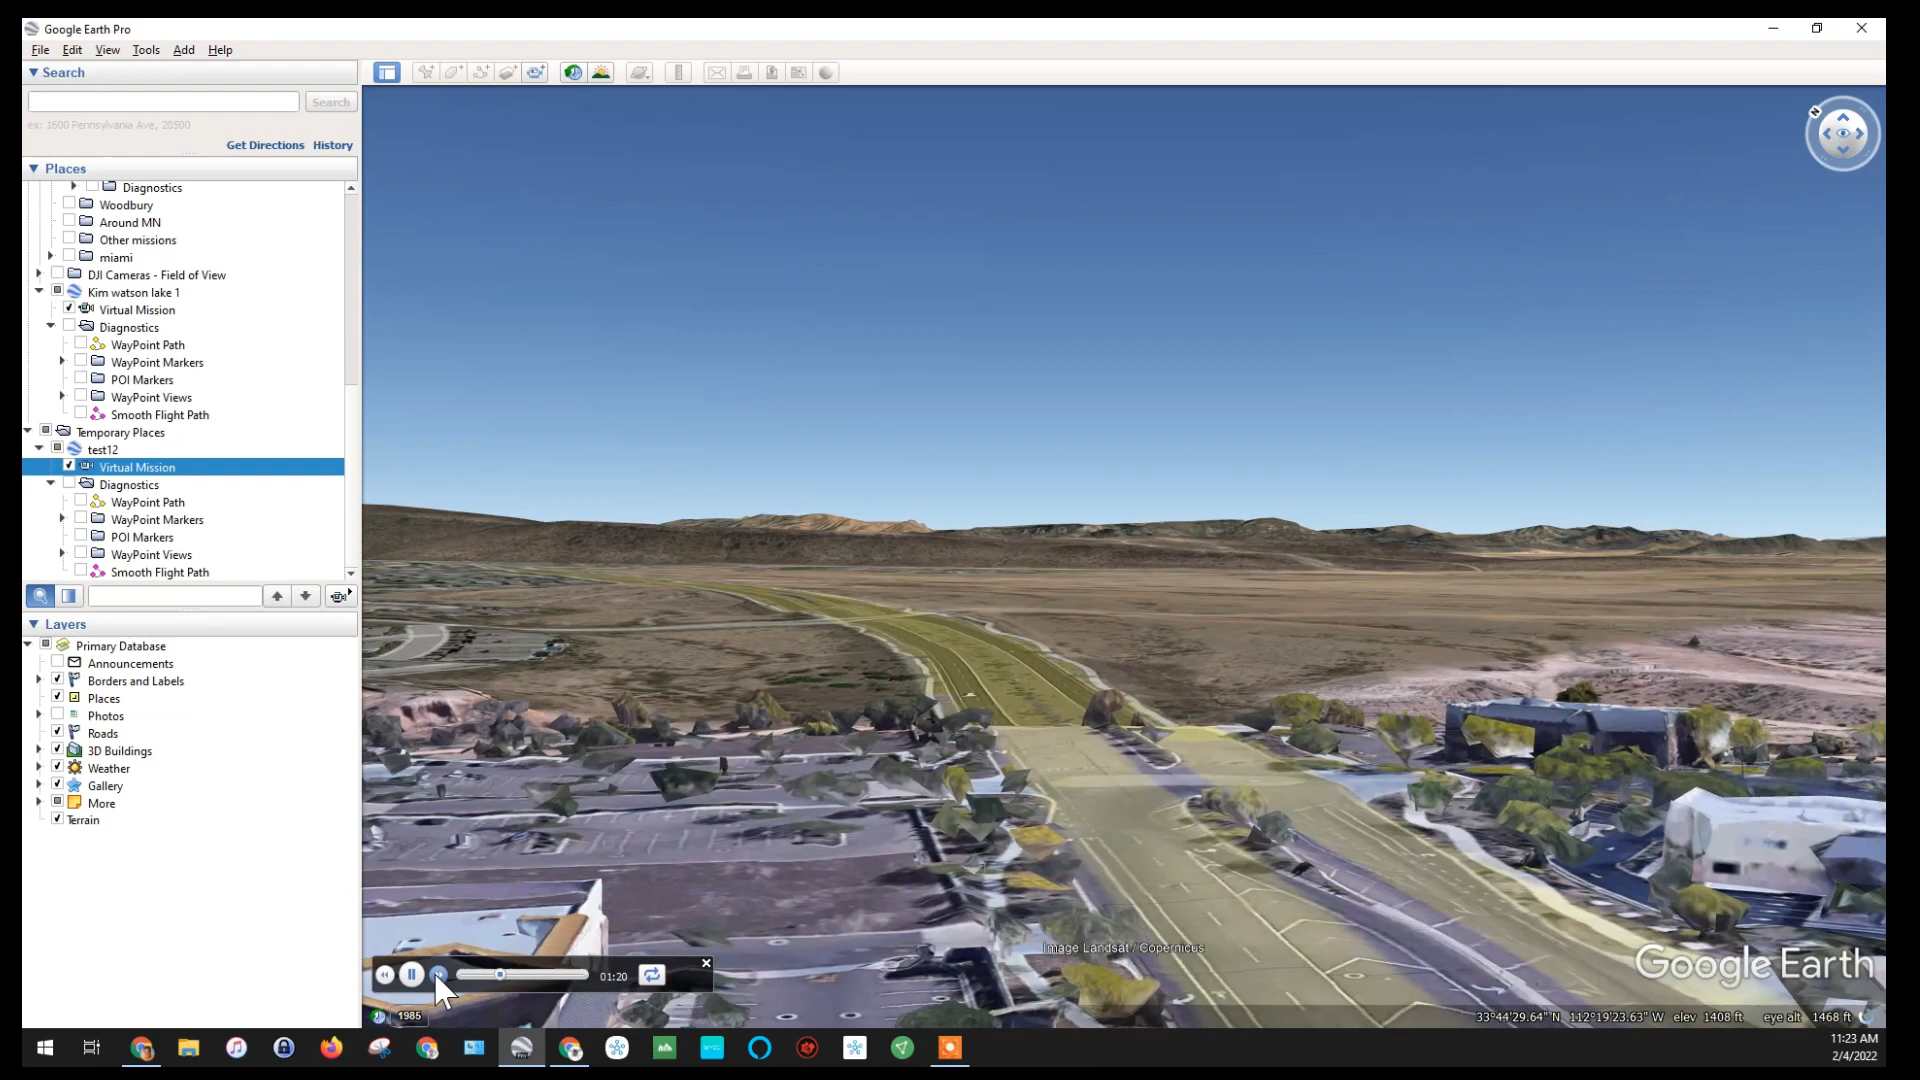 Google Earth Pro
File Edit View Tools Add Help
Search
Search
ex: 1600 Pennsylvania Ave, 20500
Get Directions History
Places
Diagnostics
Woodbury
Around MN
Other missions
miami
DJI Cameras - Field of View
Kim watson lake 1
Virtual Mission
Diagnostics
WayPoint Path
WayPoint Markers
POI Markers
WayPoint Views
Smooth Flight Path
Temporary Places
test12
Virtual Mission
Diagnostics
WayPoint Path
WayPoint Markers
POI Markers
WayPoint Views
Smooth Flight Path
Layers
Primary Database
Announcements
Borders and Labels
Places
Photos
Roads
3D Buildings
Weather
Gallery
More
Terrain
N
Image Landsat / Copernicus
Google Earth
01:20
1985
33°44'29.64" N 112°19'23.63" W elev 1408 ft eye alt 1468 ft
11:23 AM
2/4/2022